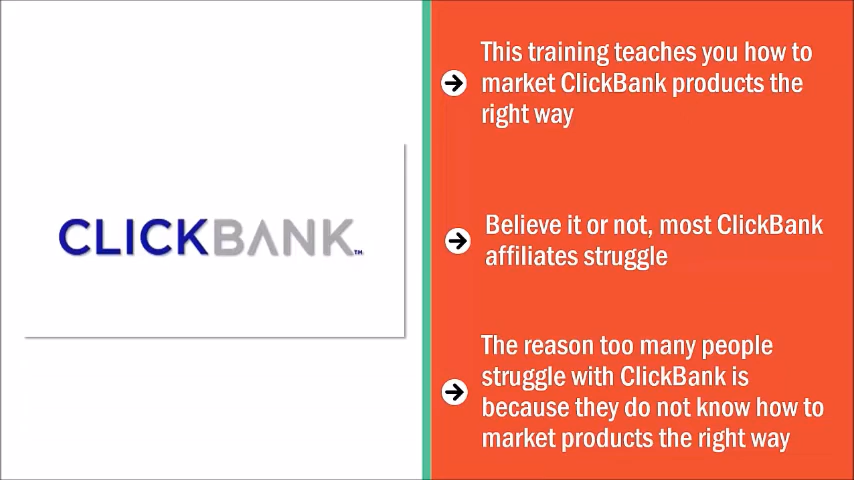 CLICKBANK™
This training teaches you how to
market ClickBank products the
right way
Believe it or not, most ClickBank
affiliates struggle
The reason too many people
struggle with ClickBank is
because they do not know how to
market products the right way